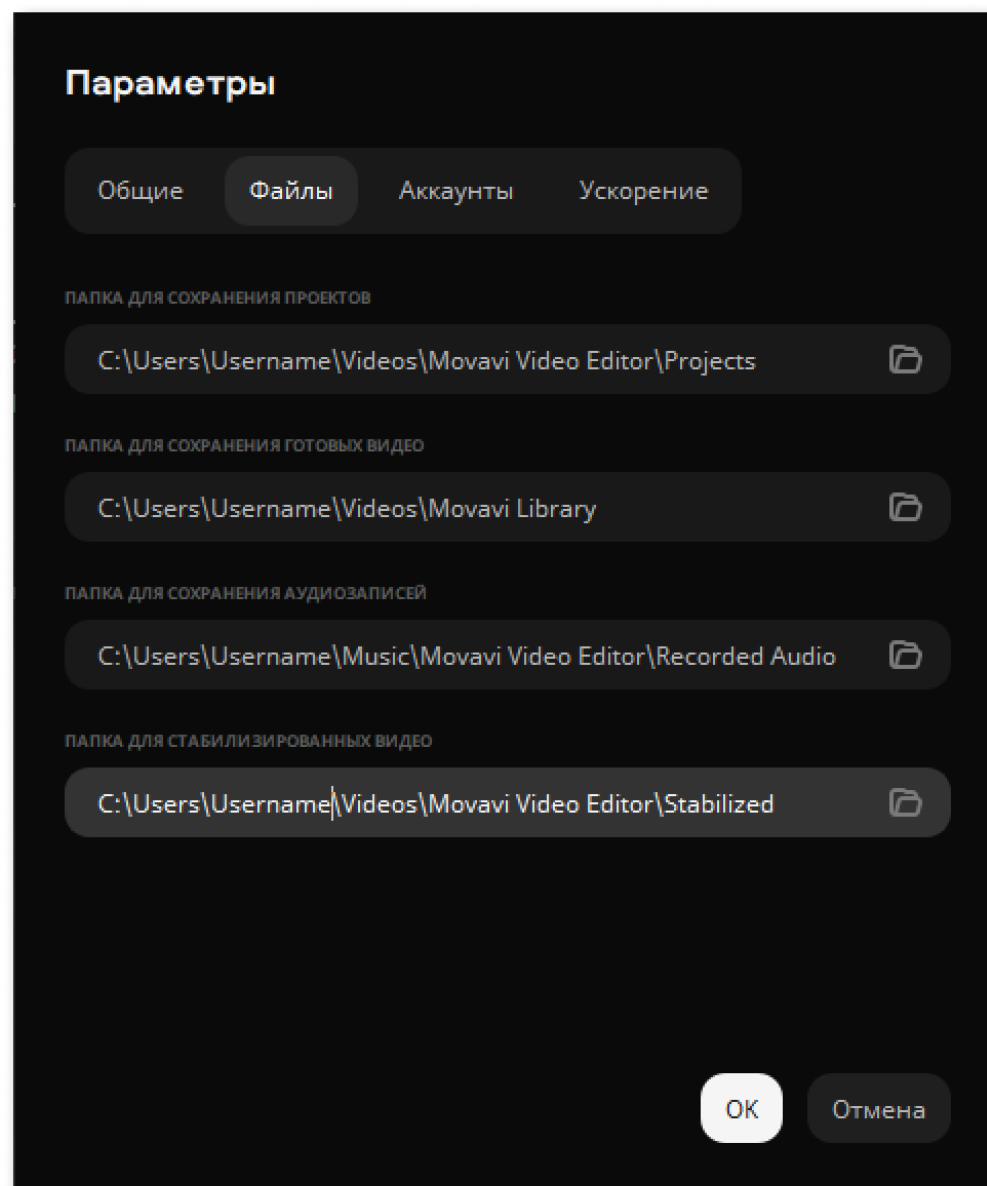 Параметры
Общие Файлы Аккаунты Ускорение
ПАПКА ДЛЯ СОХРАНЕНИЯ ПРОЕКТОВ
C:\Users\Username\Videos\Movavi Video Editor\Projects
ПАПКА ДЛЯ СОХРАНЕНИЯ ГОТОВЫХ ВИДЕО
C:\Users\Username\Videos\Movavi Library
ПАПКА ДЛЯ СОХРАНЕНИЯ АУДИОЗАПИСЕЙ
C:\Users\Username\Music\Movavi Video Editor\Recorded Audio
ПАПКА ДЛЯ СТАБИЛИЗИРОВАННЫХ ВИДЕО
C:\Users\Username\Videos\Movavi Video Editor\Stabilized
ОК Отмена